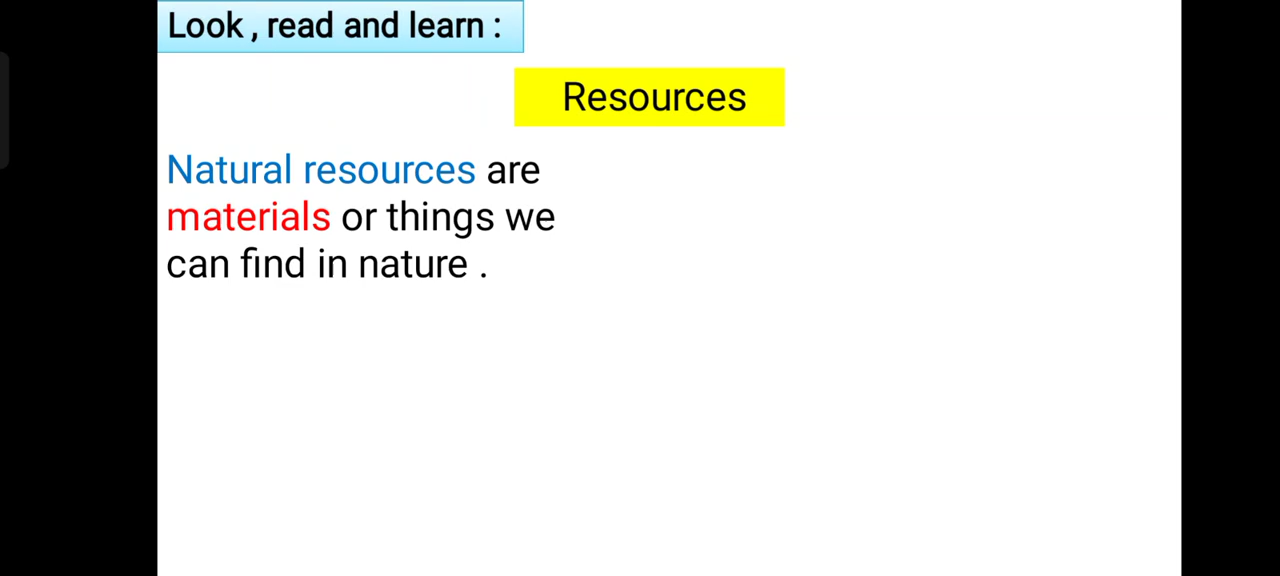 Look , read and learn :
Resources
Natural resources are
materials or things we
can find in nature .